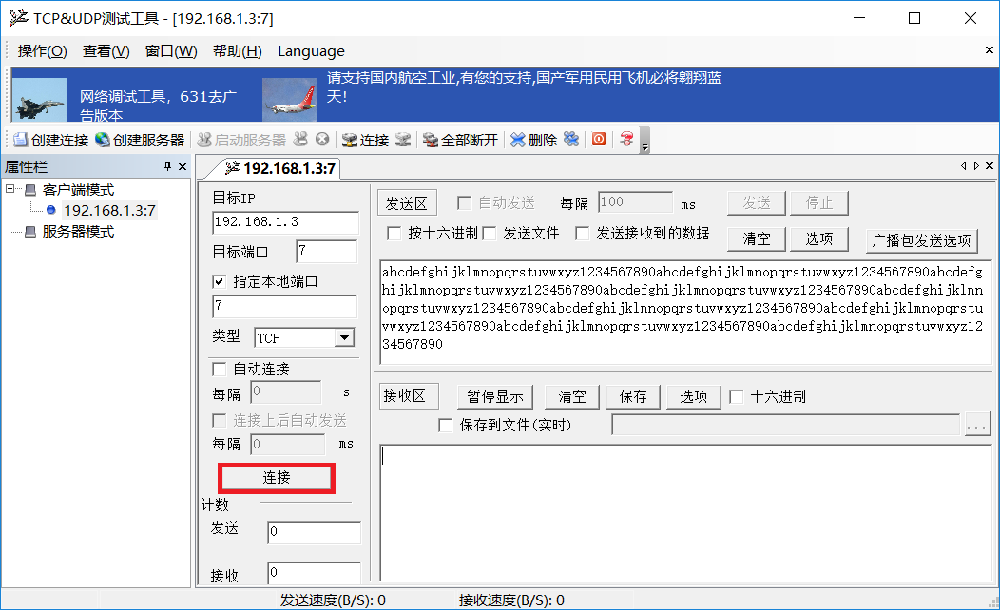 TCP&UDP测试工具 - [192.168.1.3:7]
操作(O) 查看(V) 窗口(W) 帮助(H) Language
请支持国内航空工业,有您的支持,国产军用民用飞机必将翱翔蓝
天!
网络调试工具，631去广
告版本
创建连接 创建服务器 启动服务器 连接 全部断开 删除
属性栏
客户端模式
192.168.1.3:7
服务器模式
192.168.1.3:7
目标IP
192.168.1.3
目标端口 7
指定本地端口
7
类型 TCP
自动连接
每隔 0 s
连接上后自动发送
每隔 0 ms
连接
计数
发送 0
接收 0
发送区 自动发送 每隔 100 ms 发送 停止
按十六进制 发送文件 发送接收到的数据 清空 选项 广播包发送选项
abcdefghijklmnopqrstuvwxyz1234567890abcdefghijklmnopqrstuvwxyz1234567890abcdefg
hijklmnopqrstuvwxyz1234567890abcdefghijklmnopqrstuvwxyz1234567890abcdefghijklmn
opqrstuvwxyz1234567890abcdefghijklmnopqrstuvwxyz1234567890abcdefghijklmnopqrstu
vwxyz1234567890abcdefghijklmnopqrstuvwxyz1234567890abcdefghijklmnopqrstuvwxyz12
34567890
接收区 暂停显示 清空 保存 选项 十六进制
保存到文件(实时) ...
发送速度(B/S): 0 接收速度(B/S): 0